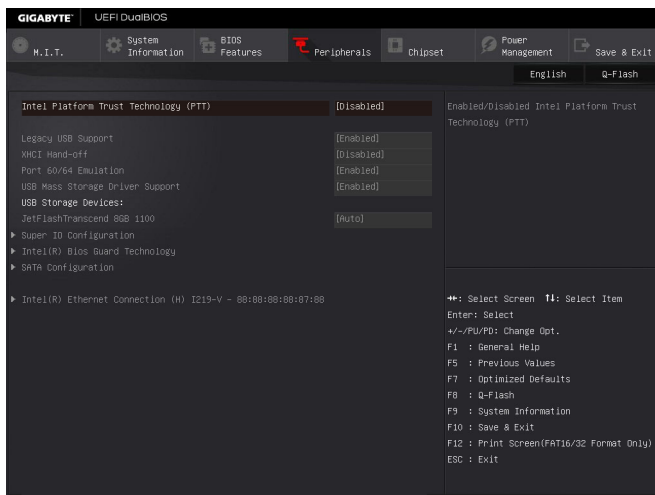 GIGABYTE™ UEFI DualBIOS
M.I.T.
System Information
BIOS Features
Peripherals
Chipset
Power Management
Save & Exit
English
Q-Flash
Intel Platform Trust Technology (PTT) [Disabled]
Legacy USB Support [Enabled]
XHCI Hand-off [Disabled]
Port 60/64 Emulation [Enabled]
USB Mass Storage Driver Support [Enabled]
USB Storage Devices:
JetFlashTranscend 8GB 1100 [Auto]
Super IO Configuration
Intel(R) Bios Guard Technology
SATA Configuration
Intel(R) Ethernet Connection (H) I219-V - 88:88:88:88:87:88
Enabled/Disabled Intel Platform Trust
Technology (PTT)
→←: Select Screen ↑↓: Select Item
Enter: Select
+/-/PU/PD: Change Opt.
F1 : General Help
F5 : Previous Values
F7 : Optimized Defaults
F8 : Q-Flash
F9 : System Information
F10 : Save & Exit
F12 : Print Screen(FAT16/32 Format Only)
ESC : Exit